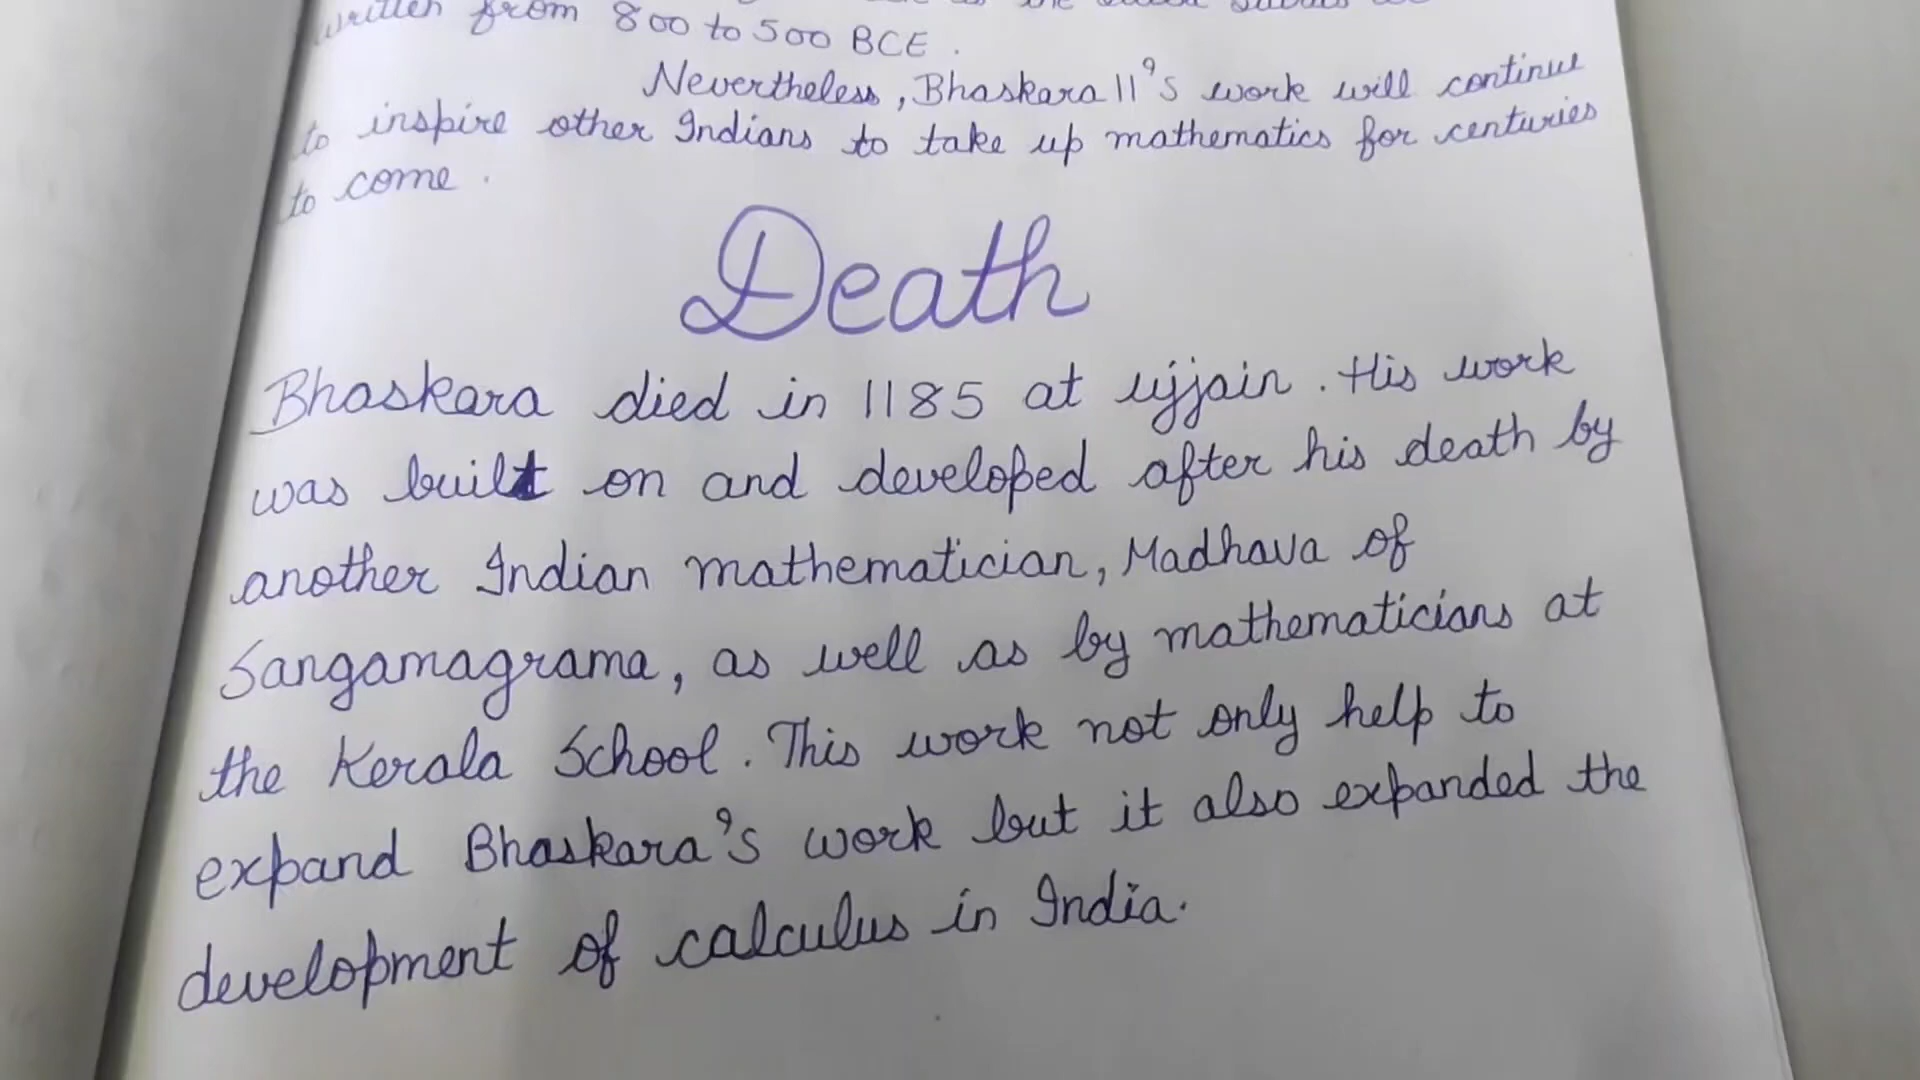 written from 800 to 500 BCE.
Nevertheless, Bhaskara 11's work will continue
to inspire other Indians to take up mathematics for centuries
to come.
Death
Bhaskara died in 1185 at ujjain. His work
was built on and developed after his death by
another Indian mathematician, Madhava of
Sangamagrama, as well as by mathematicians at
the Kerala School. This work not only help to
expand Bhaskara's work but it also expanded the
development of calculus in India.